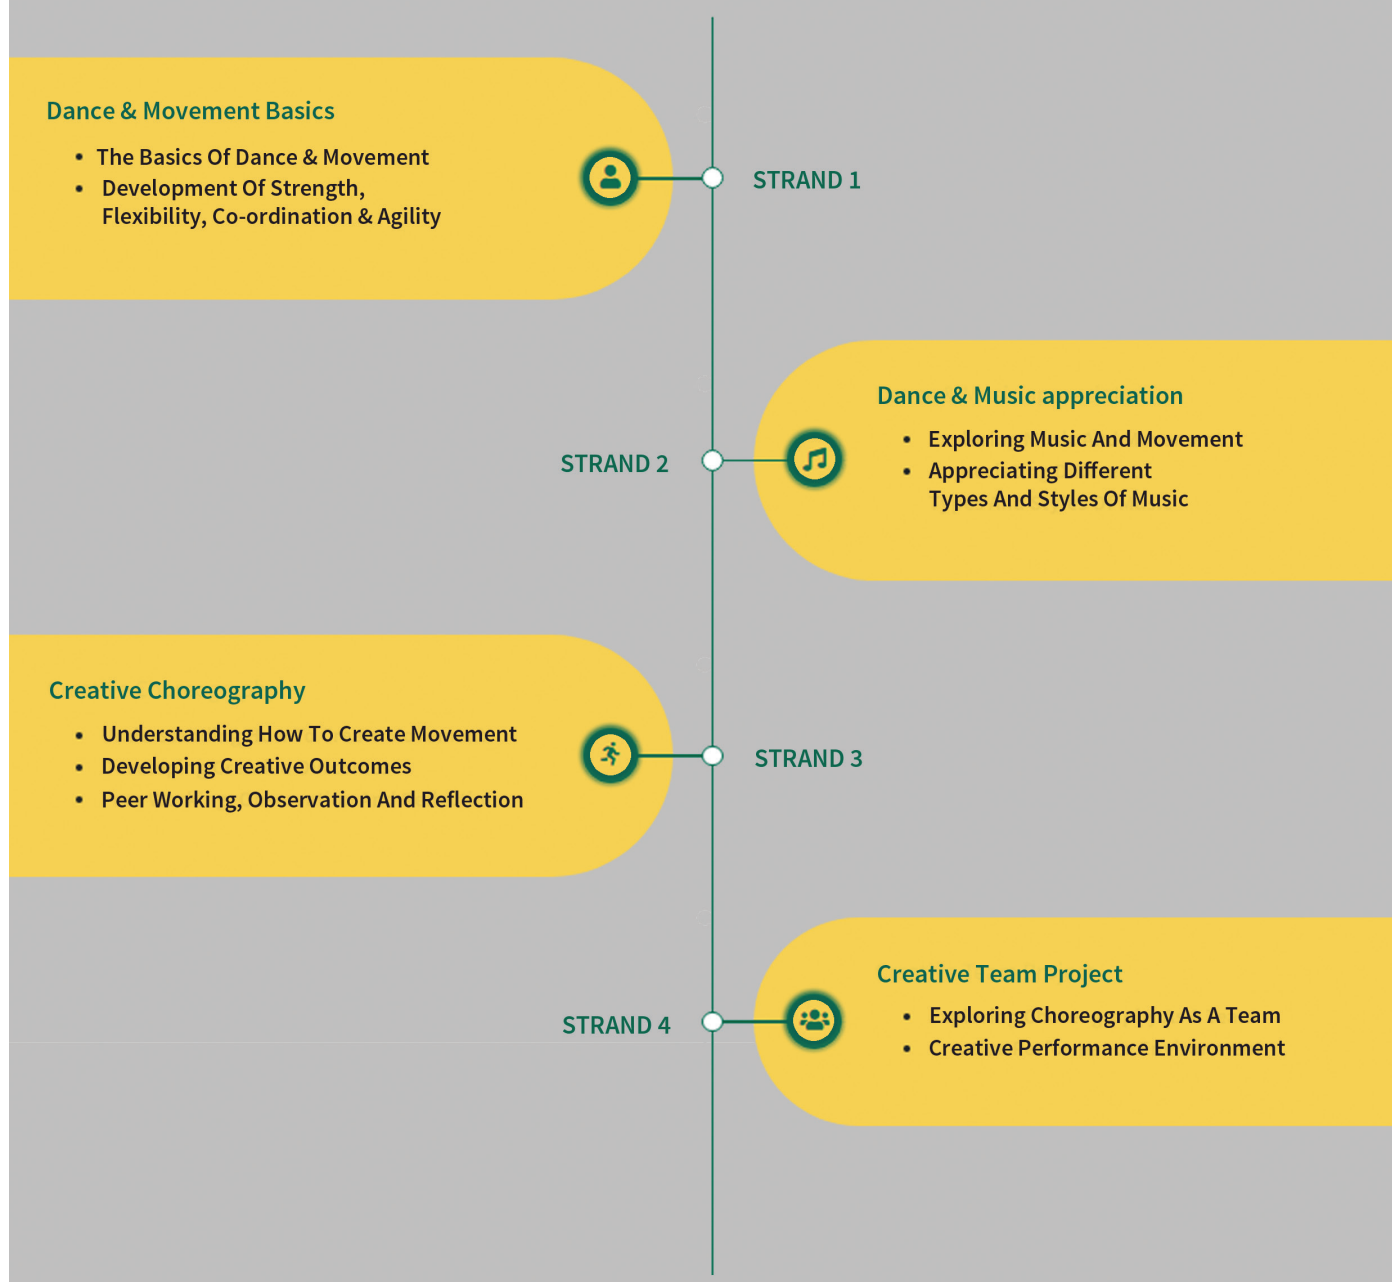 Dance & Movement Basics
• The Basics Of Dance & Movement
• Development Of Strength,
Flexibility, Co-ordination & Agility
STRAND 1
Dance & Music appreciation
• Exploring Music And Movement
• Appreciating Different
Types And Styles Of Music
STRAND 2
Creative Choreography
• Understanding How To Create Movement
• Developing Creative Outcomes
• Peer Working, Observation And Reflection
STRAND 3
Creative Team Project
• Exploring Choreography As A Team
• Creative Performance Environment
STRAND 4